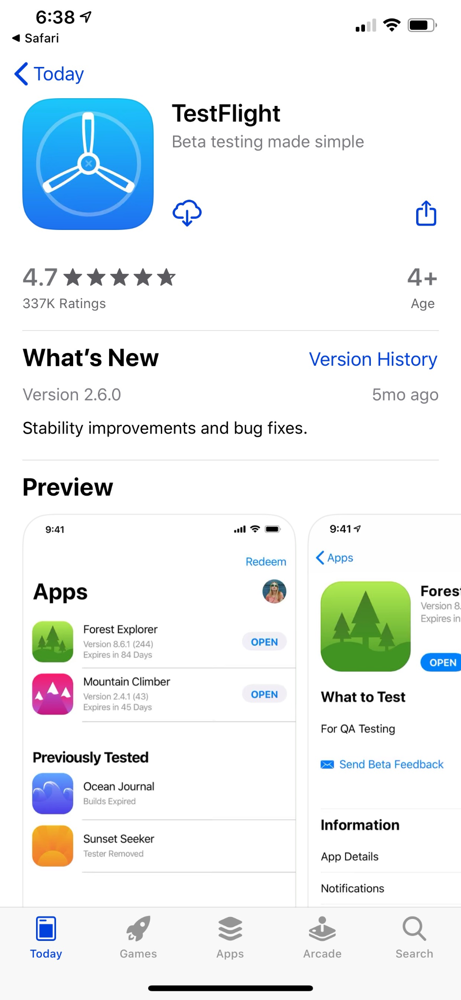 6:38
Safari
Today
TestFlight
Beta testing made simple
4.7
4+
337K Ratings
Age
What's New
Version History
Version 2.6.0
5mo ago
Stability improvements and bug fixes.
Preview
9:41
Redeem
Apps
Forest Explorer
Version 8.6.1 (244)
Expires in 84 Days
OPEN
Mountain Climber
Version 2.4.1 (43)
Expires in 45 Days
OPEN
Previously Tested
Ocean Journal
Builds Expired
Sunset Seeker
Tester Removed
9:41
Apps
Forest
Version 8.
Expires in
OPEN
What to Test
For QA Testing
Send Beta Feedback
Information
App Details
Notifications
Today
Games
Apps
Arcade
Search